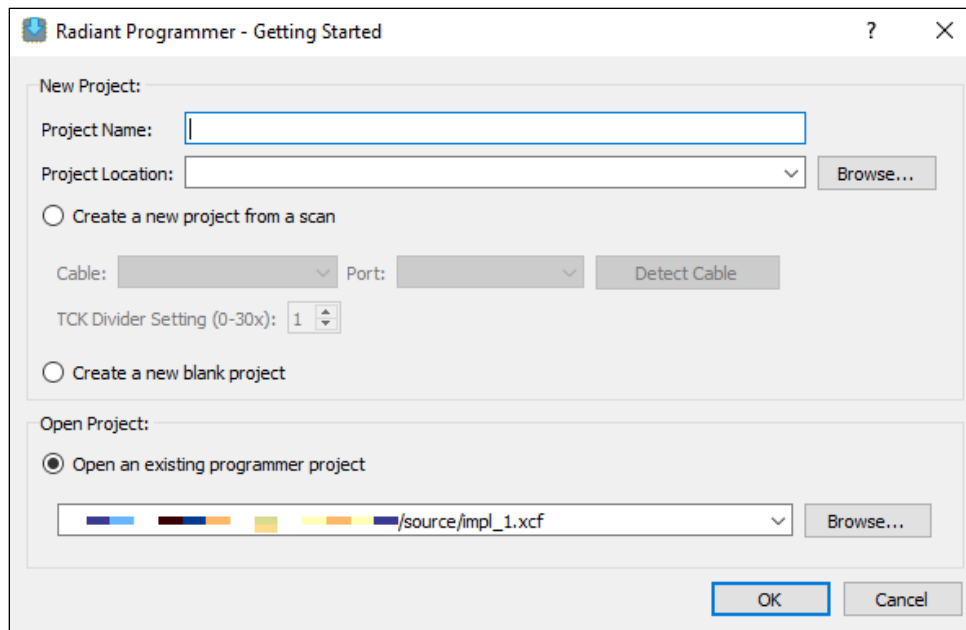 Radiant Programmer - Getting Started
New Project:
Project Name:
Project Location: Browse...
Create a new project from a scan
Cable: Port: Detect Cable
TCK Divider Setting (0-30x): 1
Create a new blank project
Open Project:
Open an existing programmer project
/source/impl_1.xcf Browse...
OK Cancel